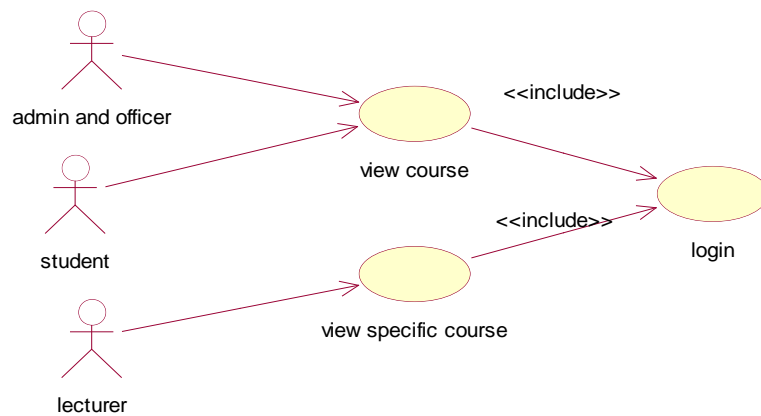 admin and officer
<<include>>
view course
student
<<include>>
login
view specific course
lecturer